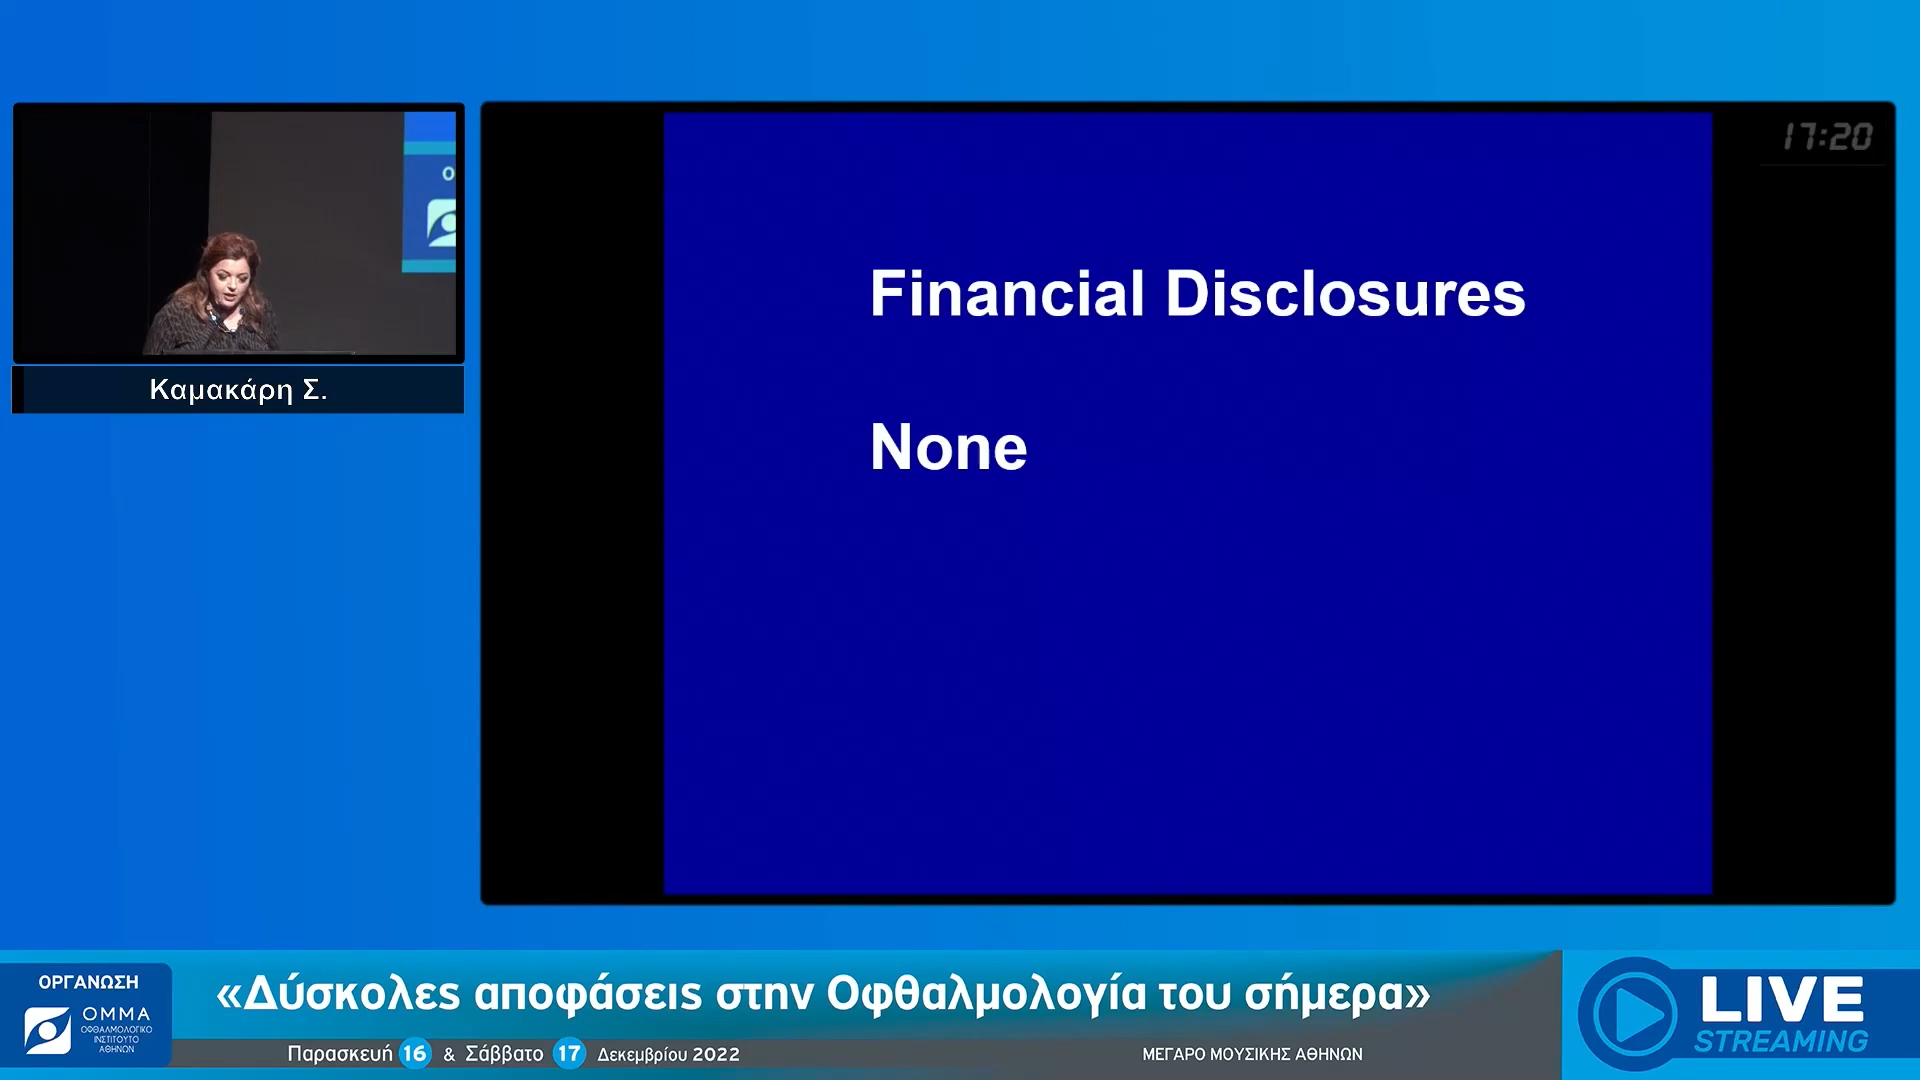 17:20
Financial Disclosures
None
Καμακάρη Σ.
ΟΡΓΑΝΩΣΗ
ΟΜΜΑ
ΟΦΘΑΛΜΟΛΟΓΙΚΟ
ΙΝΣΤΙΤΟΥΤΟ
ΑΘΗΝΩΝ
«Δύσκολες αποφάσεις στην Οφθαλμολογία του σήμερα»
Παρασκευή 16 & Σάββατο 17 Δεκεμβρίου 2022
ΜΕΓΑΡΟ ΜΟΥΣΙΚΗΣ ΑΘΗΝΩΝ
LIVE
STREAMING